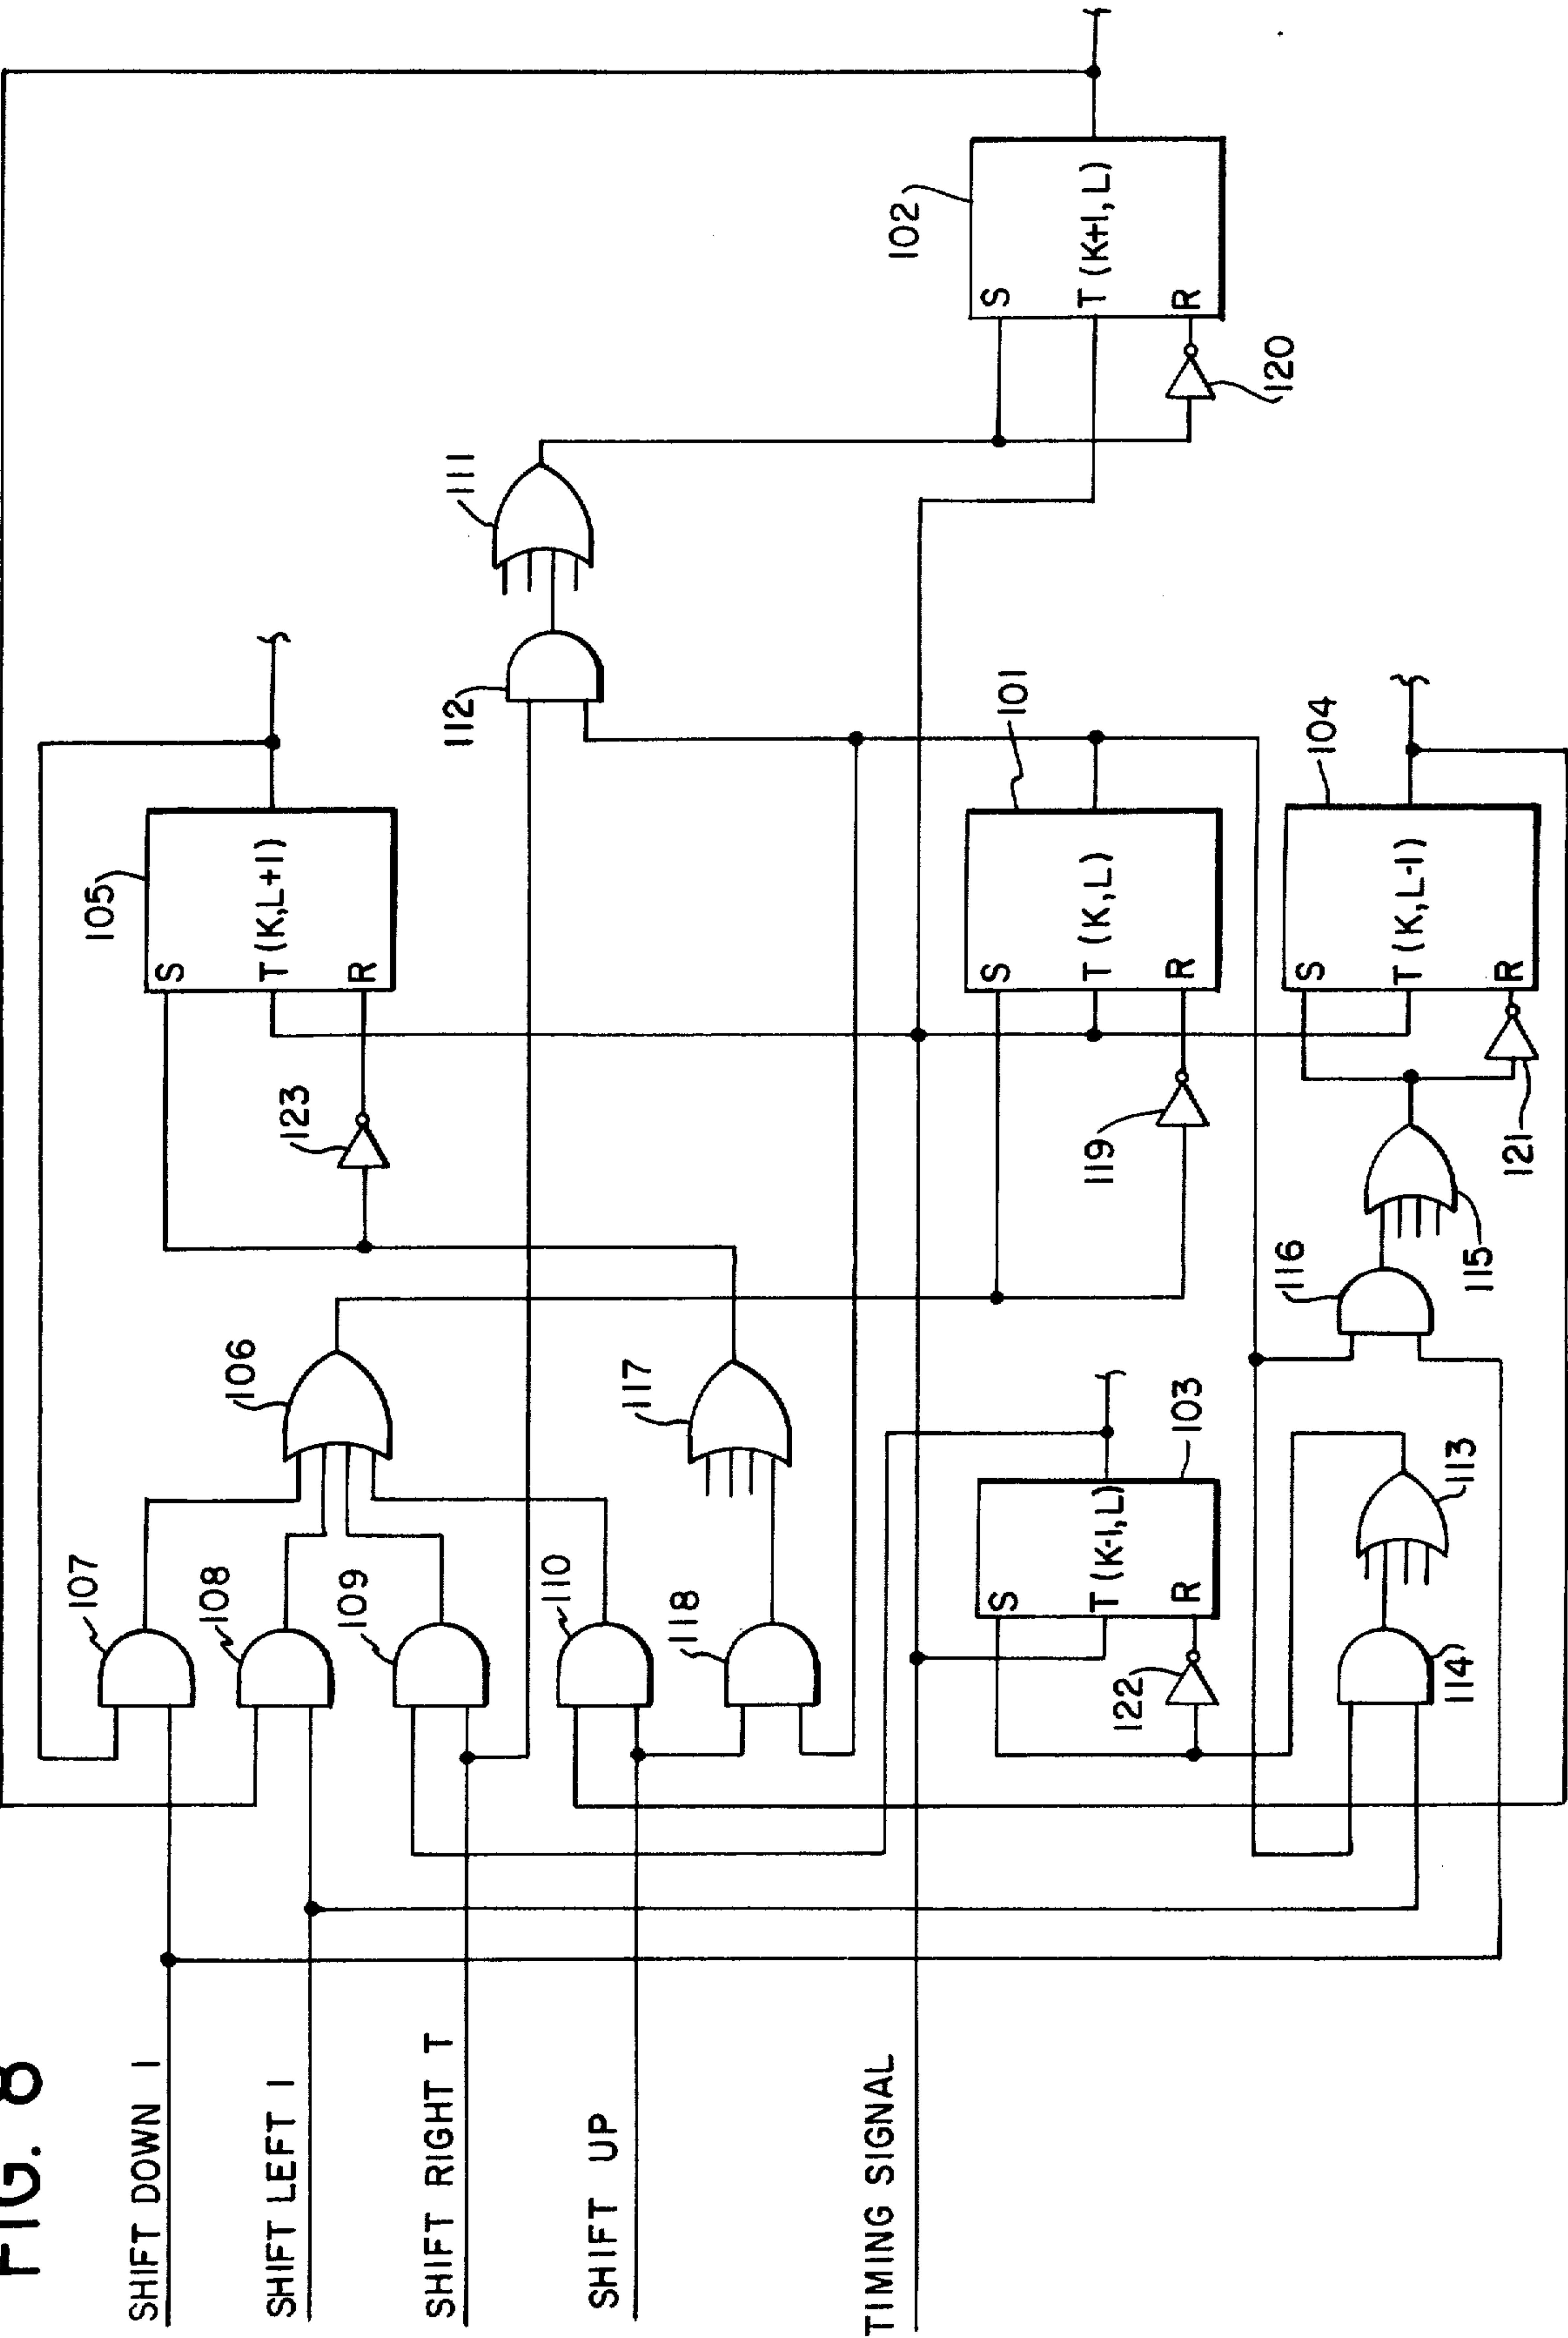 FIG. 8
SHIFT DOWN 1
SHIFT LEFT 1
SHIFT RIGHT T
SHIFT UP
TIMING SIGNAL
107
108
109
110
118
106
117
123
105
S
T (K,L+1)
R
112
111
102
S
T (K+1,L)
R
120
101
S
T (K,L)
R
119
103
S
T (K-1,L)
R
122
114
113
116
115
121
104
S
T (K,L-1)
R